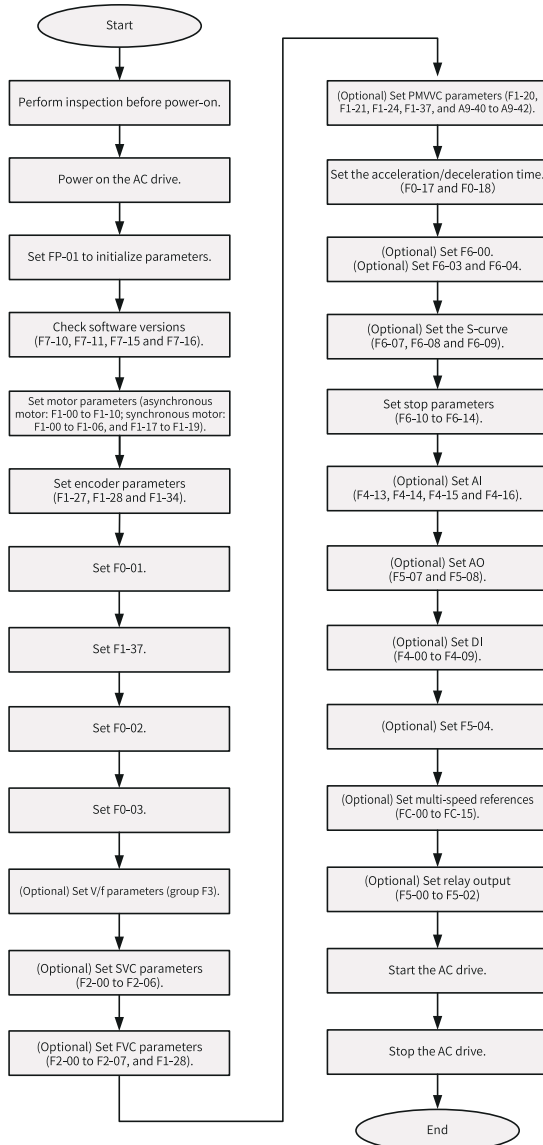 Start
Perform inspection before power-on.
Power on the AC drive.
Set FP-01 to initialize parameters.
Check software versions
(F7-10, F7-11, F7-15 and F7-16).
Set motor parameters (asynchronous
motor: F1-00 to F1-10; synchronous motor:
F1-00 to F1-06, and F1-17 to F1-19).
Set encoder parameters
(F1-27, F1-28 and F1-34).
Set F0-01.
Set F1-37.
Set F0-02.
Set F0-03.
(Optional) Set V/f parameters (group F3).
(Optional) Set SVC parameters
(F2-00 to F2-06).
(Optional) Set FVC parameters
(F2-00 to F2-07, and F1-28).
(Optional) Set PMVVC parameters (F1-20,
F1-21, F1-24, F1-37, and A9-40 to A9-42).
Set the acceleration/deceleration time.
(F0-17 and F0-18)
(Optional) Set F6-00.
(Optional) Set F6-03 and F6-04.
(Optional) Set the S-curve
(F6-07, F6-08 and F6-09).
Set stop parameters
(F6-10 to F6-14).
(Optional) Set AI
(F4-13, F4-14, F4-15 and F4-16).
(Optional) Set AO
(F5-07 and F5-08).
(Optional) Set DI
(F4-00 to F4-09).
(Optional) Set F5-04.
(Optional) Set multi-speed references
(FC-00 to FC-15).
(Optional) Set relay output
(F5-00 to F5-02)
Start the AC drive.
Stop the AC drive.
End